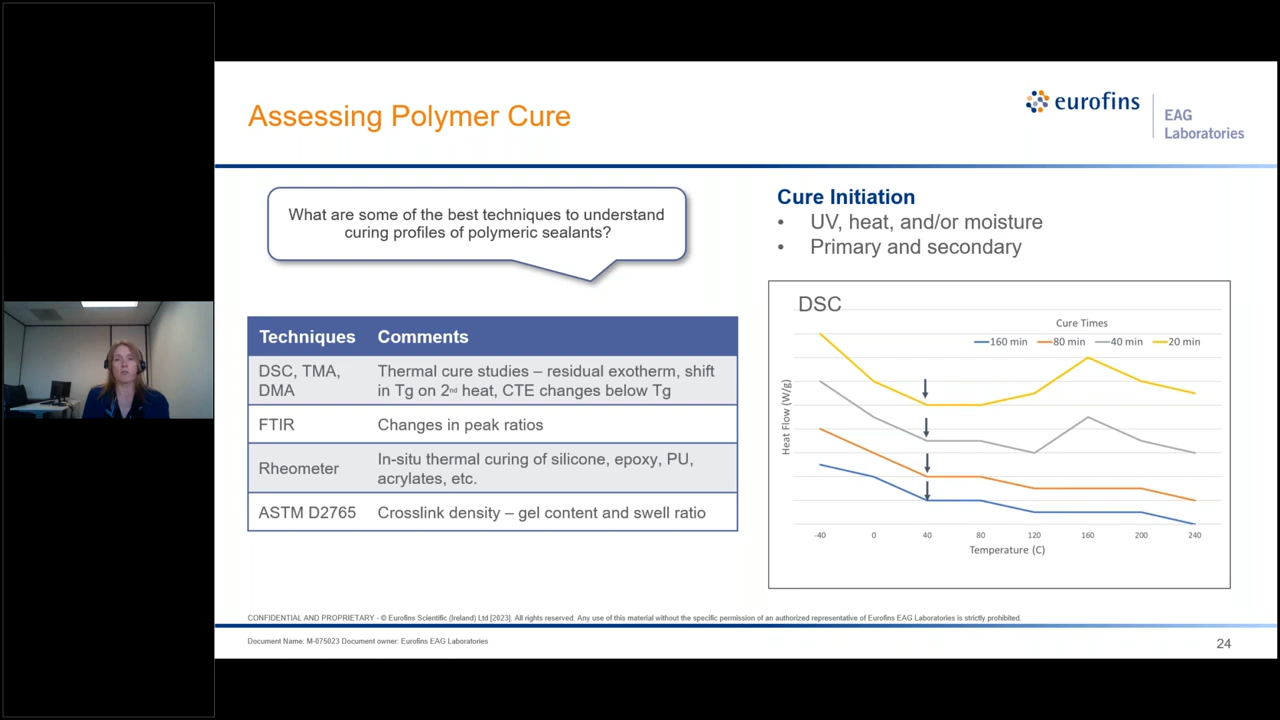 Assessing Polymer Cure
eurofins
EAG
Laboratories
What are some of the best techniques to understand
curing profiles of polymeric sealants?
Techniques Comments
DSC, TMA, DMA
Thermal cure studies – residual exotherm, shift
in Tg on 2nd heat, CTE changes below Tg
FTIR Changes in peak ratios
Rheometer
In-situ thermal curing of silicone, epoxy, PU,
acrylates, etc.
ASTM D2765 Crosslink density – gel content and swell ratio
Cure Initiation
• UV, heat, and/or moisture
• Primary and secondary
DSC
Cure Times
160 min 80 min 40 min 20 min
Heat Flow (W/g)
-40 0 40 80 120 160 200 240
Temperature (C)
CONFIDENTIAL AND PROPRIETARY - © Eurofins Scientific (Ireland) Ltd [2023]. All rights reserved. Any use of this material without the specific permission of an authorized representative of Eurofins EAG Laboratories is strictly prohibited.
Document Name: M-075023 Document owner: Eurofins EAG Laboratories
24